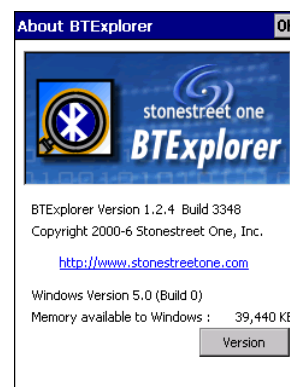 About BTExplorer
stonestreet one
BTExplorer
BTExplorer Version 1.2.4 Build 3348
Copyright 2000-6 Stonestreet One, Inc.
http://www.stonestreetone.com
Windows Version 5.0 (Build 0)
Memory available to Windows : 39,440 KB
Version